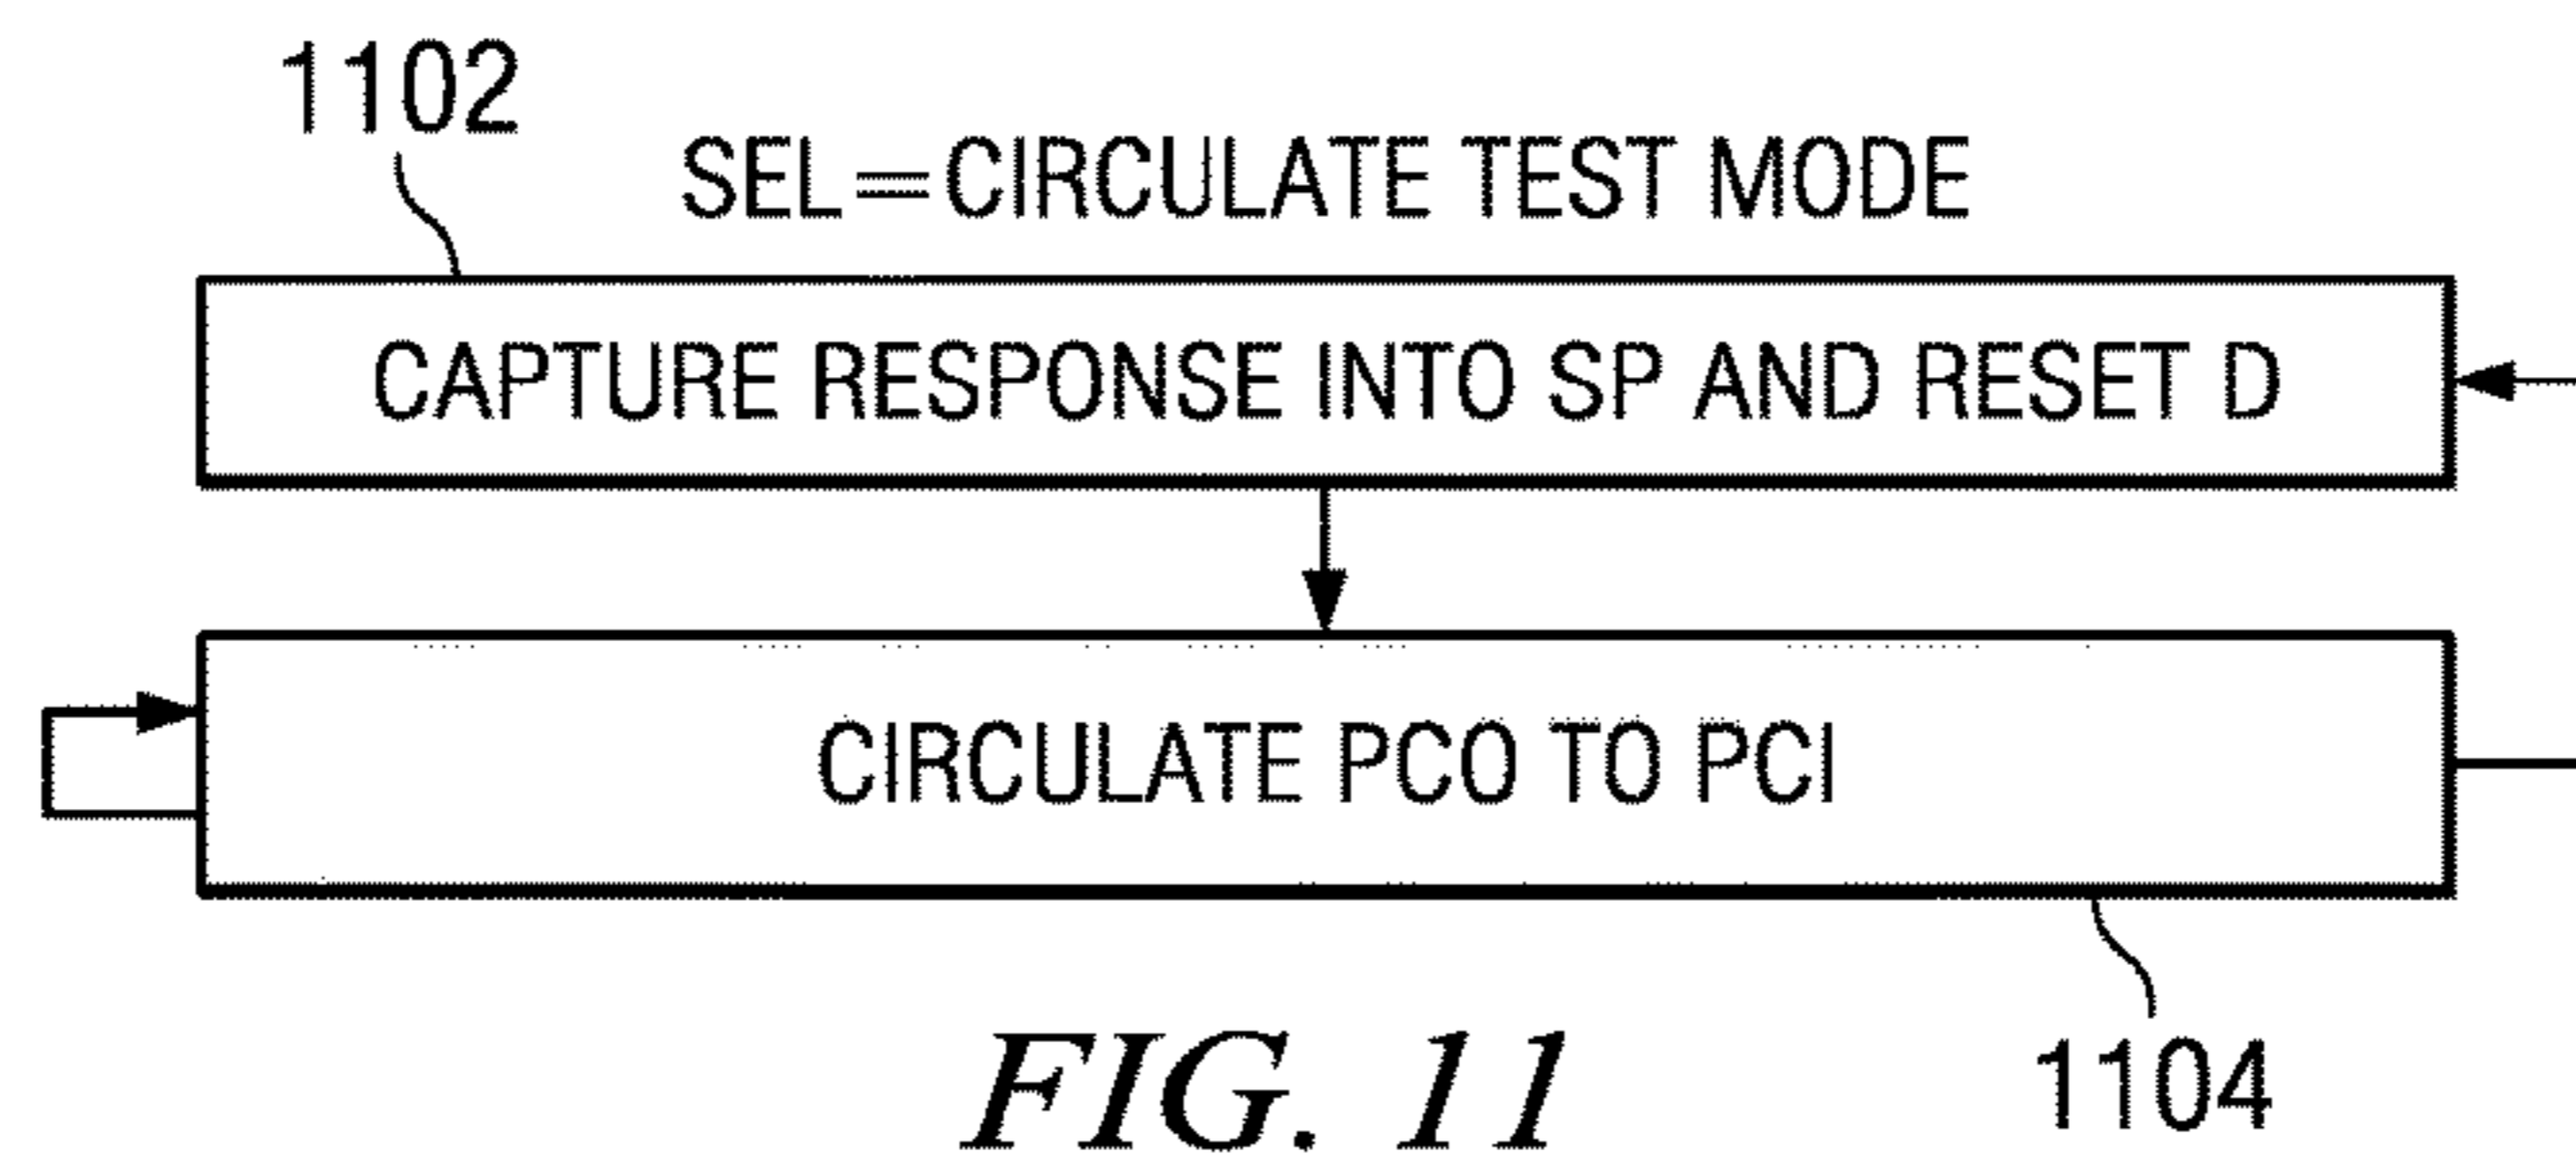 1102
SEL=CIRCULATE TEST MODE
CAPTURE RESPONSE INTO SP AND RESET D
CIRCULATE PCO TO PCI
FIG. 11
1104